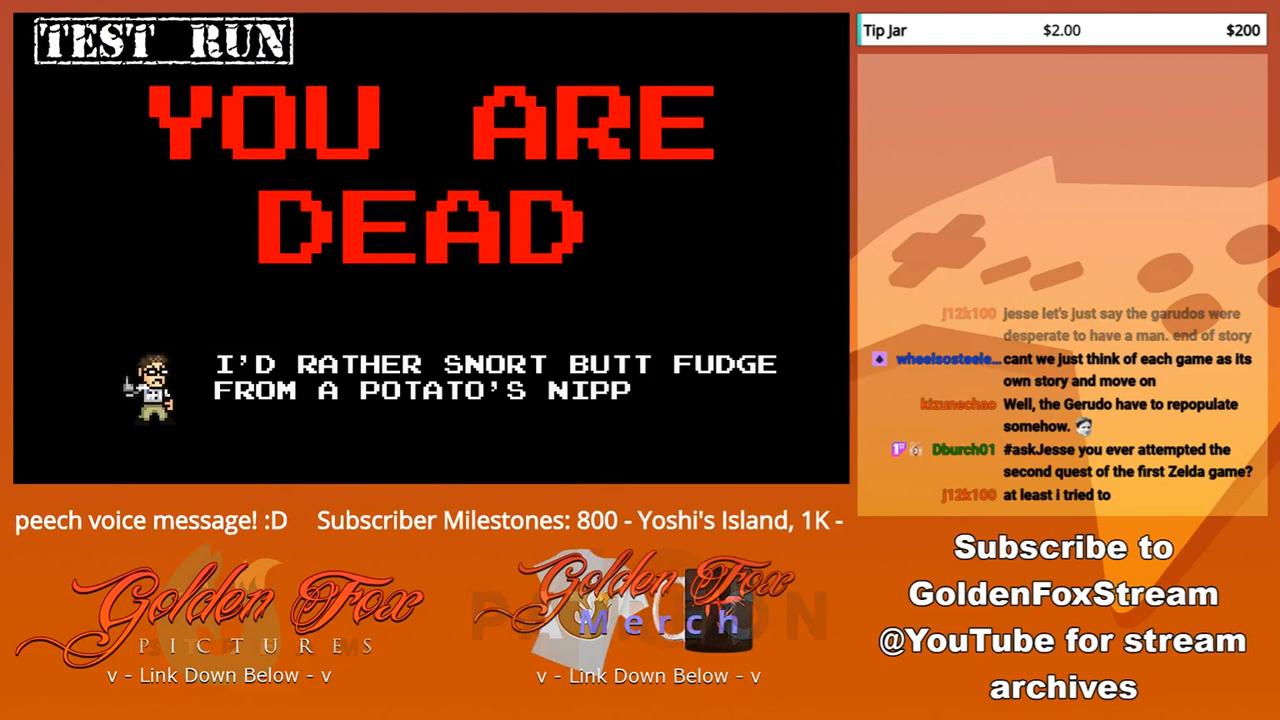 TEST RUN
YOU ARE
DEAD
I'D RATHER SNORT BUTT FUDGE
FROM A POTATO'S NIPP
Tip Jar $2.00 $200
j12k100 jesse let's just say the garudos were
desperate to have a man. end of story
wheelsosteele... cant we just think of each game as its
own story and move on
kizunechao Well, the Gerudo have to repopulate
somehow.
Dburch01 #askJesse you ever attempted the
second quest of the first Zelda game?
j12k100 at least i tried to
peech voice message! :D Subscriber Milestones: 800 - Yoshi's Island, 1K -
Golden Fox
PICTURES
v - Link Down Below - v
Golden Fox
Merch
v - Link Down Below - v
Subscribe to
GoldenFoxStream
@YouTube for stream
archives